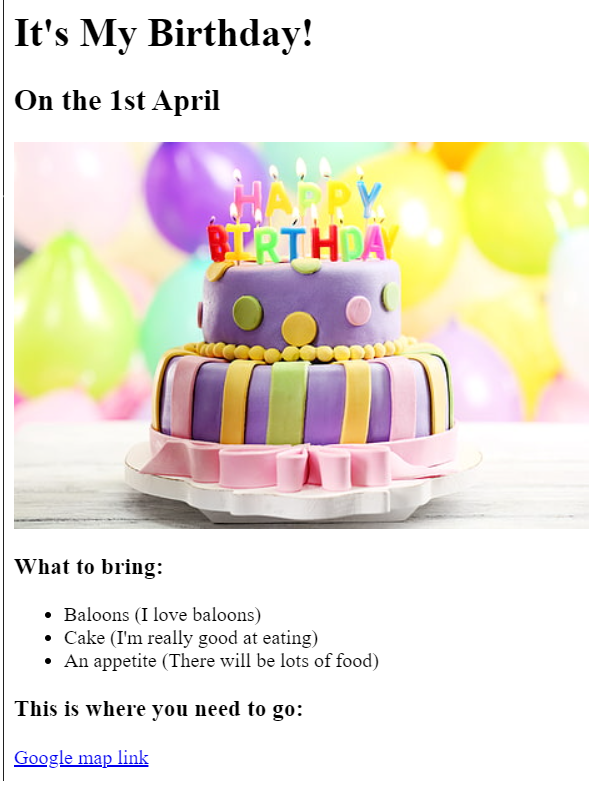 It's My Birthday!
On the 1st April
HAPPY
BIRTHDAY
What to bring:
Baloons (I love baloons)
Cake (I'm really good at eating)
An appetite (There will be lots of food)
This is where you need to go:
Google map link